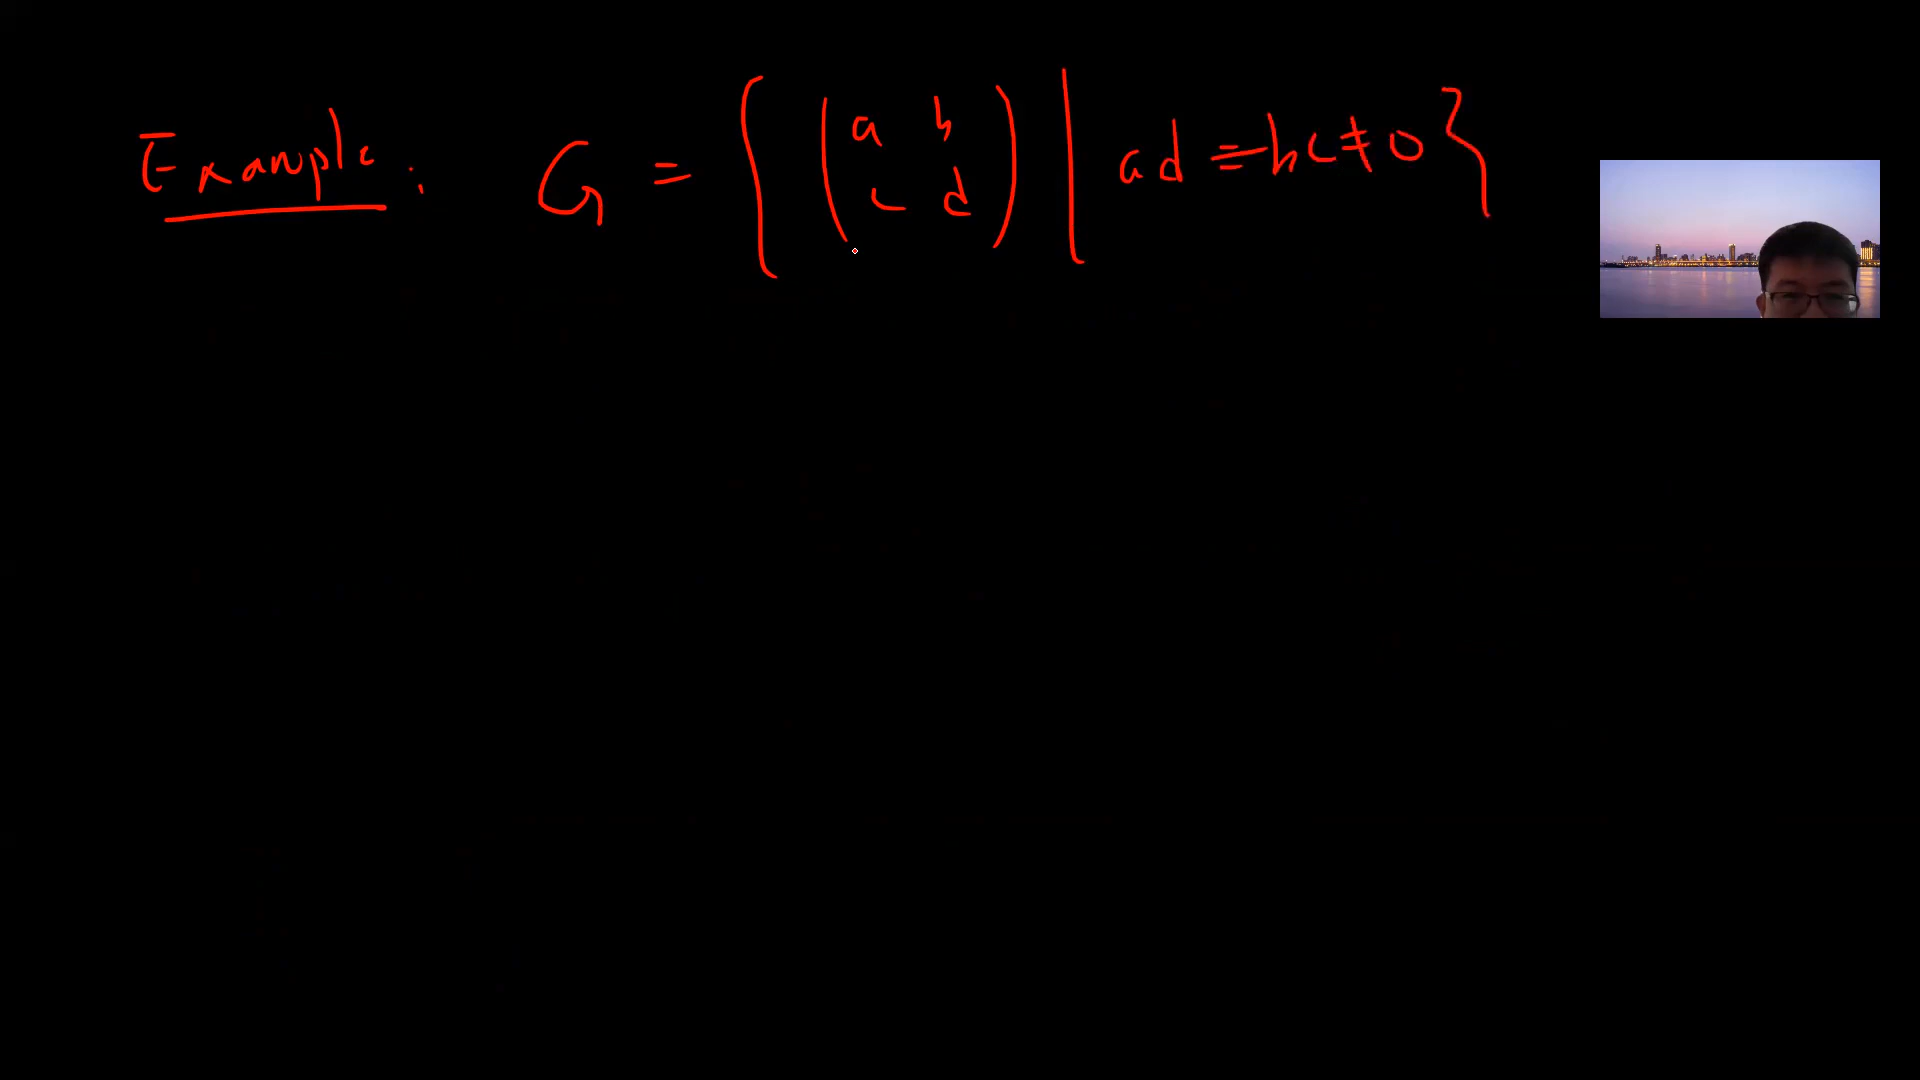 Example: G = { ( a b ) | ad - bc ≠ 0 }
c d